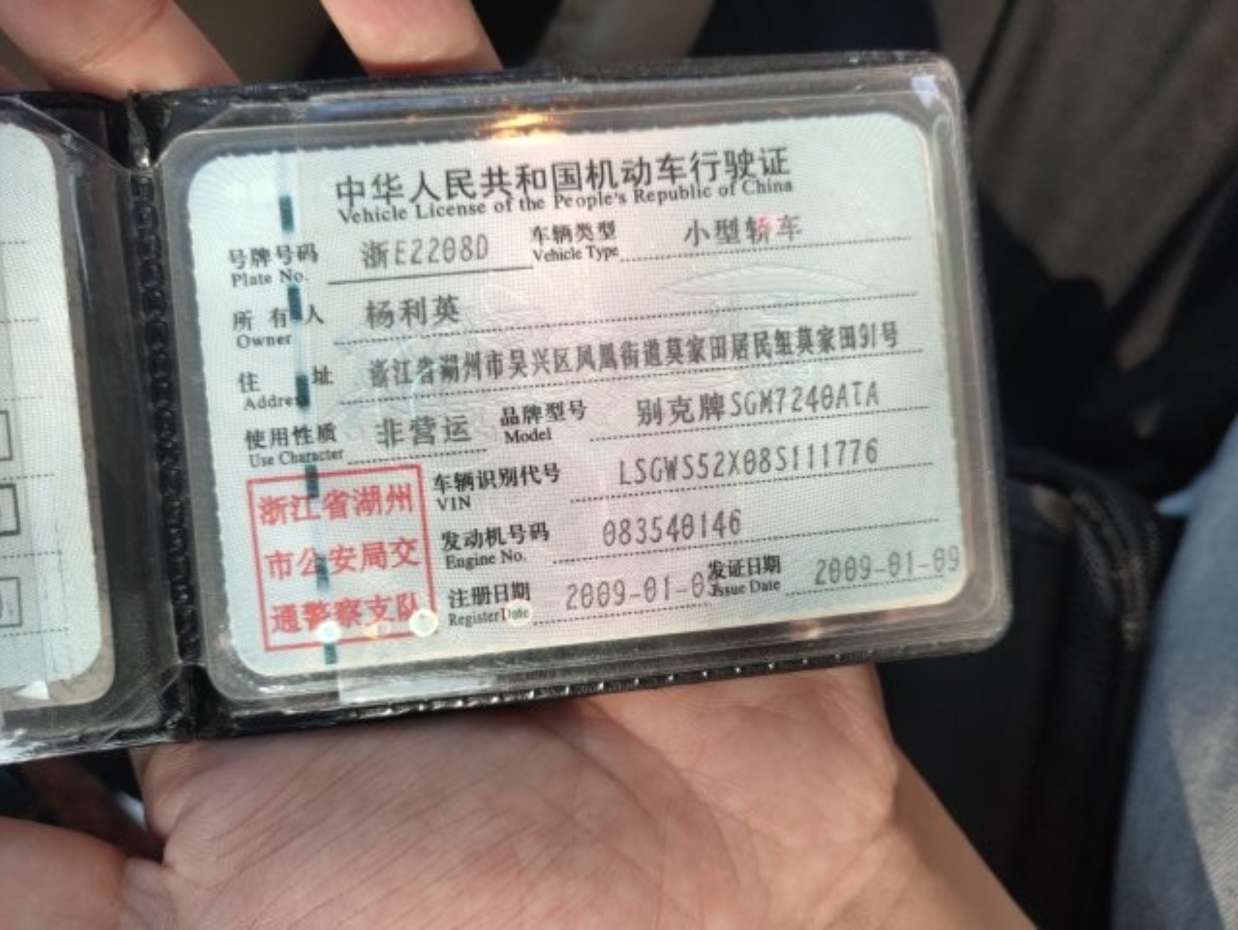 中华人民共和国机动车行驶证
Vehicle License of the People's Republic of China
号牌号码 浙E2208D 车辆类型 小型轿车
Plate No. Vehicle Type
所有人 杨利英
Owner
住址 浙江省湖州市吴兴区凤凰街道莫家田居民组莫家田91号
Address
使用性质 非营运 品牌型号 别克牌SGM7240ATA
Use Character Model
浙江省湖州
市公安局交
通警察支队
车辆识别代号 LSGWS52X08S111776
VIN
发动机号码 083540146
Engine No.
注册日期 2009-01-09 发证日期 2009-01-09
Register Date Issue Date